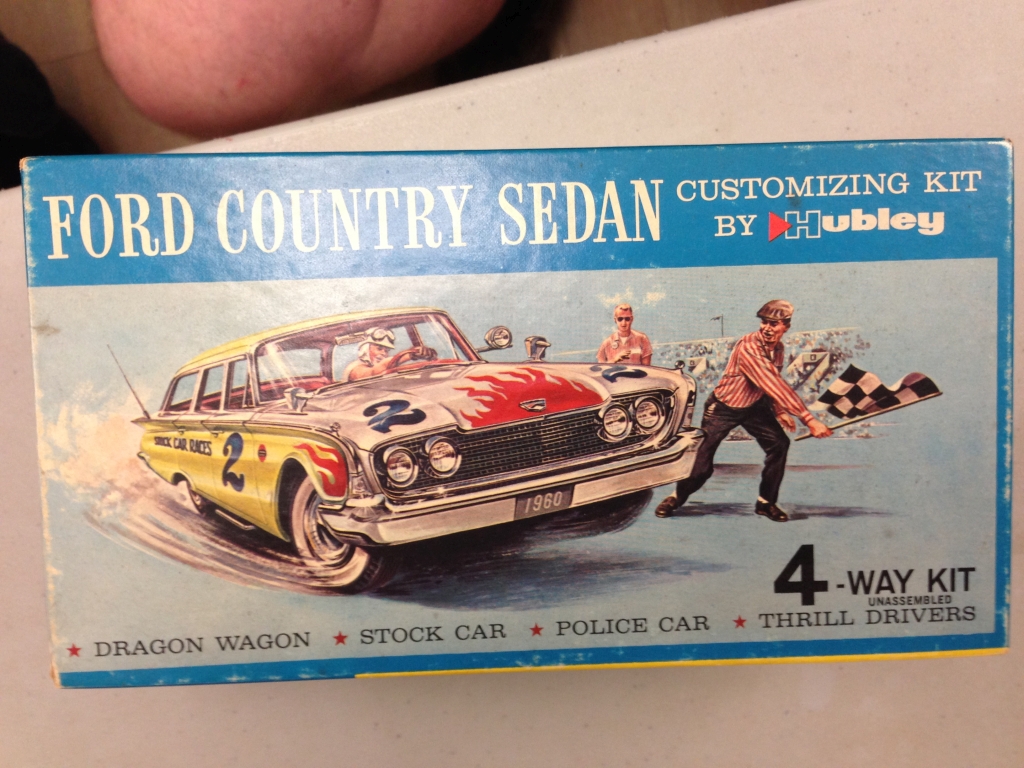 FORD COUNTRY SEDAN
CUSTOMIZING KIT
BY Hubley
2
2
STOCK CAR RACES
2
1960
4-WAY KIT
UNASSEMBLED
★ DRAGON WAGON ★ STOCK CAR ★ POLICE CAR ★ THRILL DRIVERS